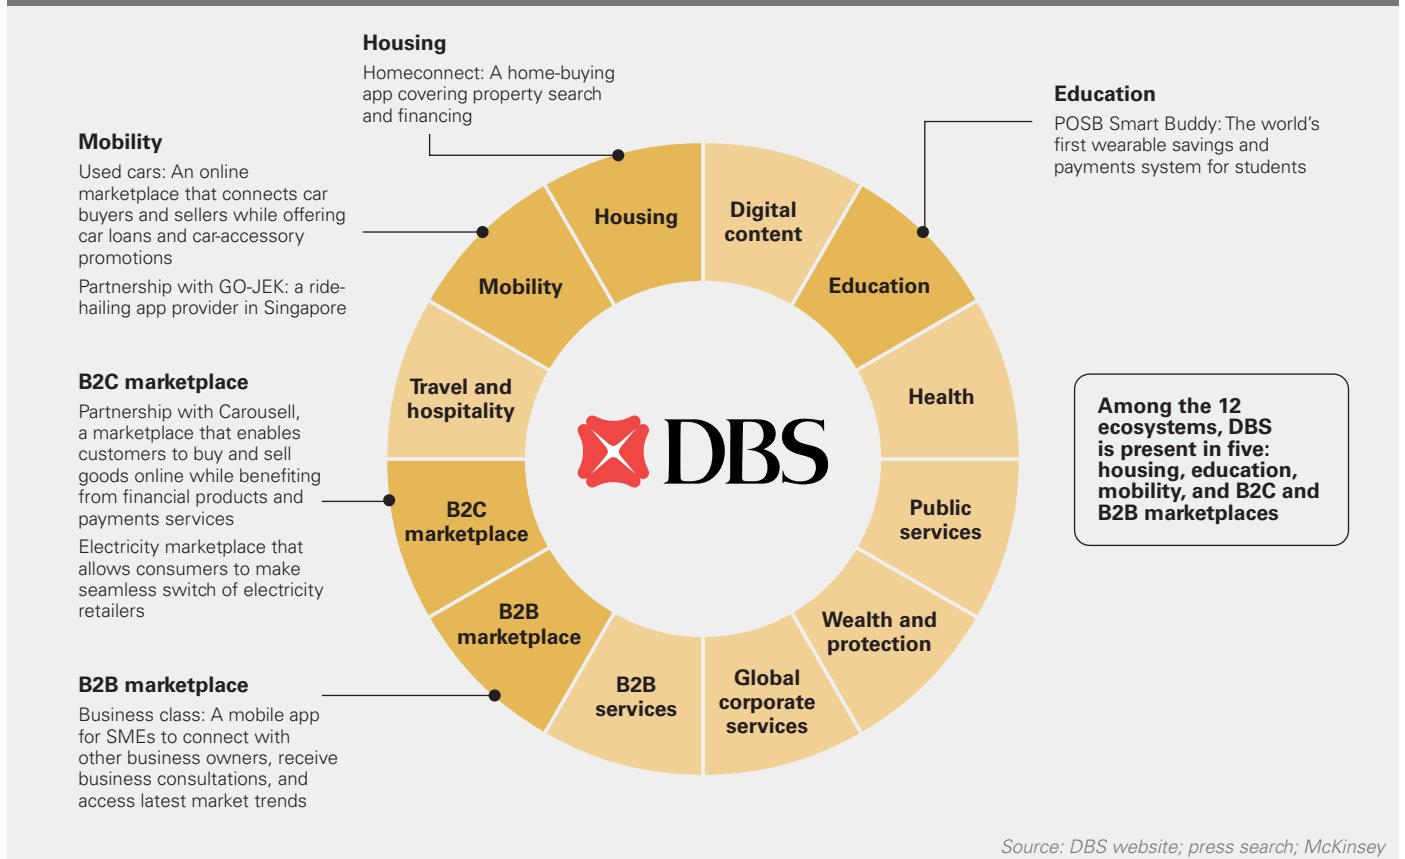 Housing
Homeconnect: A home-buying
app covering property search
and financing
Education
POSB Smart Buddy: The world’s
first wearable savings and
payments system for students
Mobility
Used cars: An online
marketplace that connects car
buyers and sellers while offering
car loans and car-accessory
promotions
Partnership with GO-JEK: a ride-
hailing app provider in Singapore
B2C marketplace
Partnership with Carousell,
a marketplace that enables
customers to buy and sell
goods online while benefiting
from financial products and
payments services
Electricity marketplace that
allows consumers to make
seamless switch of electricity
retailers
B2B marketplace
Business class: A mobile app
for SMEs to connect with
other business owners, receive
business consultations, and
access latest market trends
Housing
Digital
content
Education
Health
Public
services
Wealth and
protection
Global
corporate
services
B2B
services
B2B
marketplace
B2C
marketplace
Travel and
hospitality
Mobility
DBS
Among the 12
ecosystems, DBS
is present in five:
housing, education,
mobility, and B2C and
B2B marketplaces
Source: DBS website; press search; McKinsey